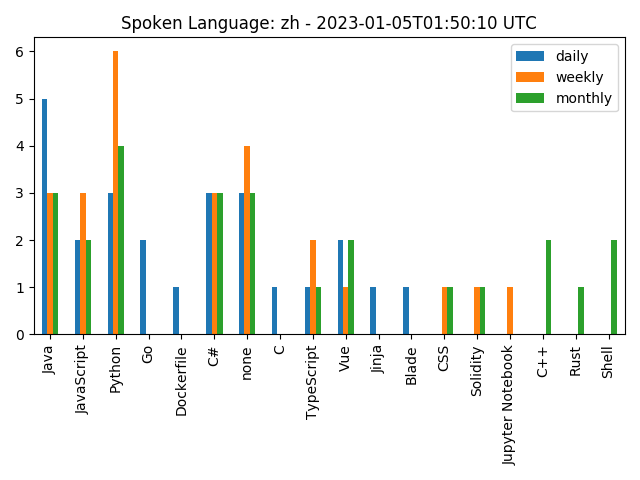 Spoken Language: zh - 2023-01-05T01:50:10 UTC
daily
weekly
monthly
6
5
4
3
2
1
0
Java
JavaScript
Python
Go
Dockerfile
C#
none
C
TypeScript
Vue
Jinja
Blade
CSS
Solidity
Jupyter Notebook
C++
Rust
Shell